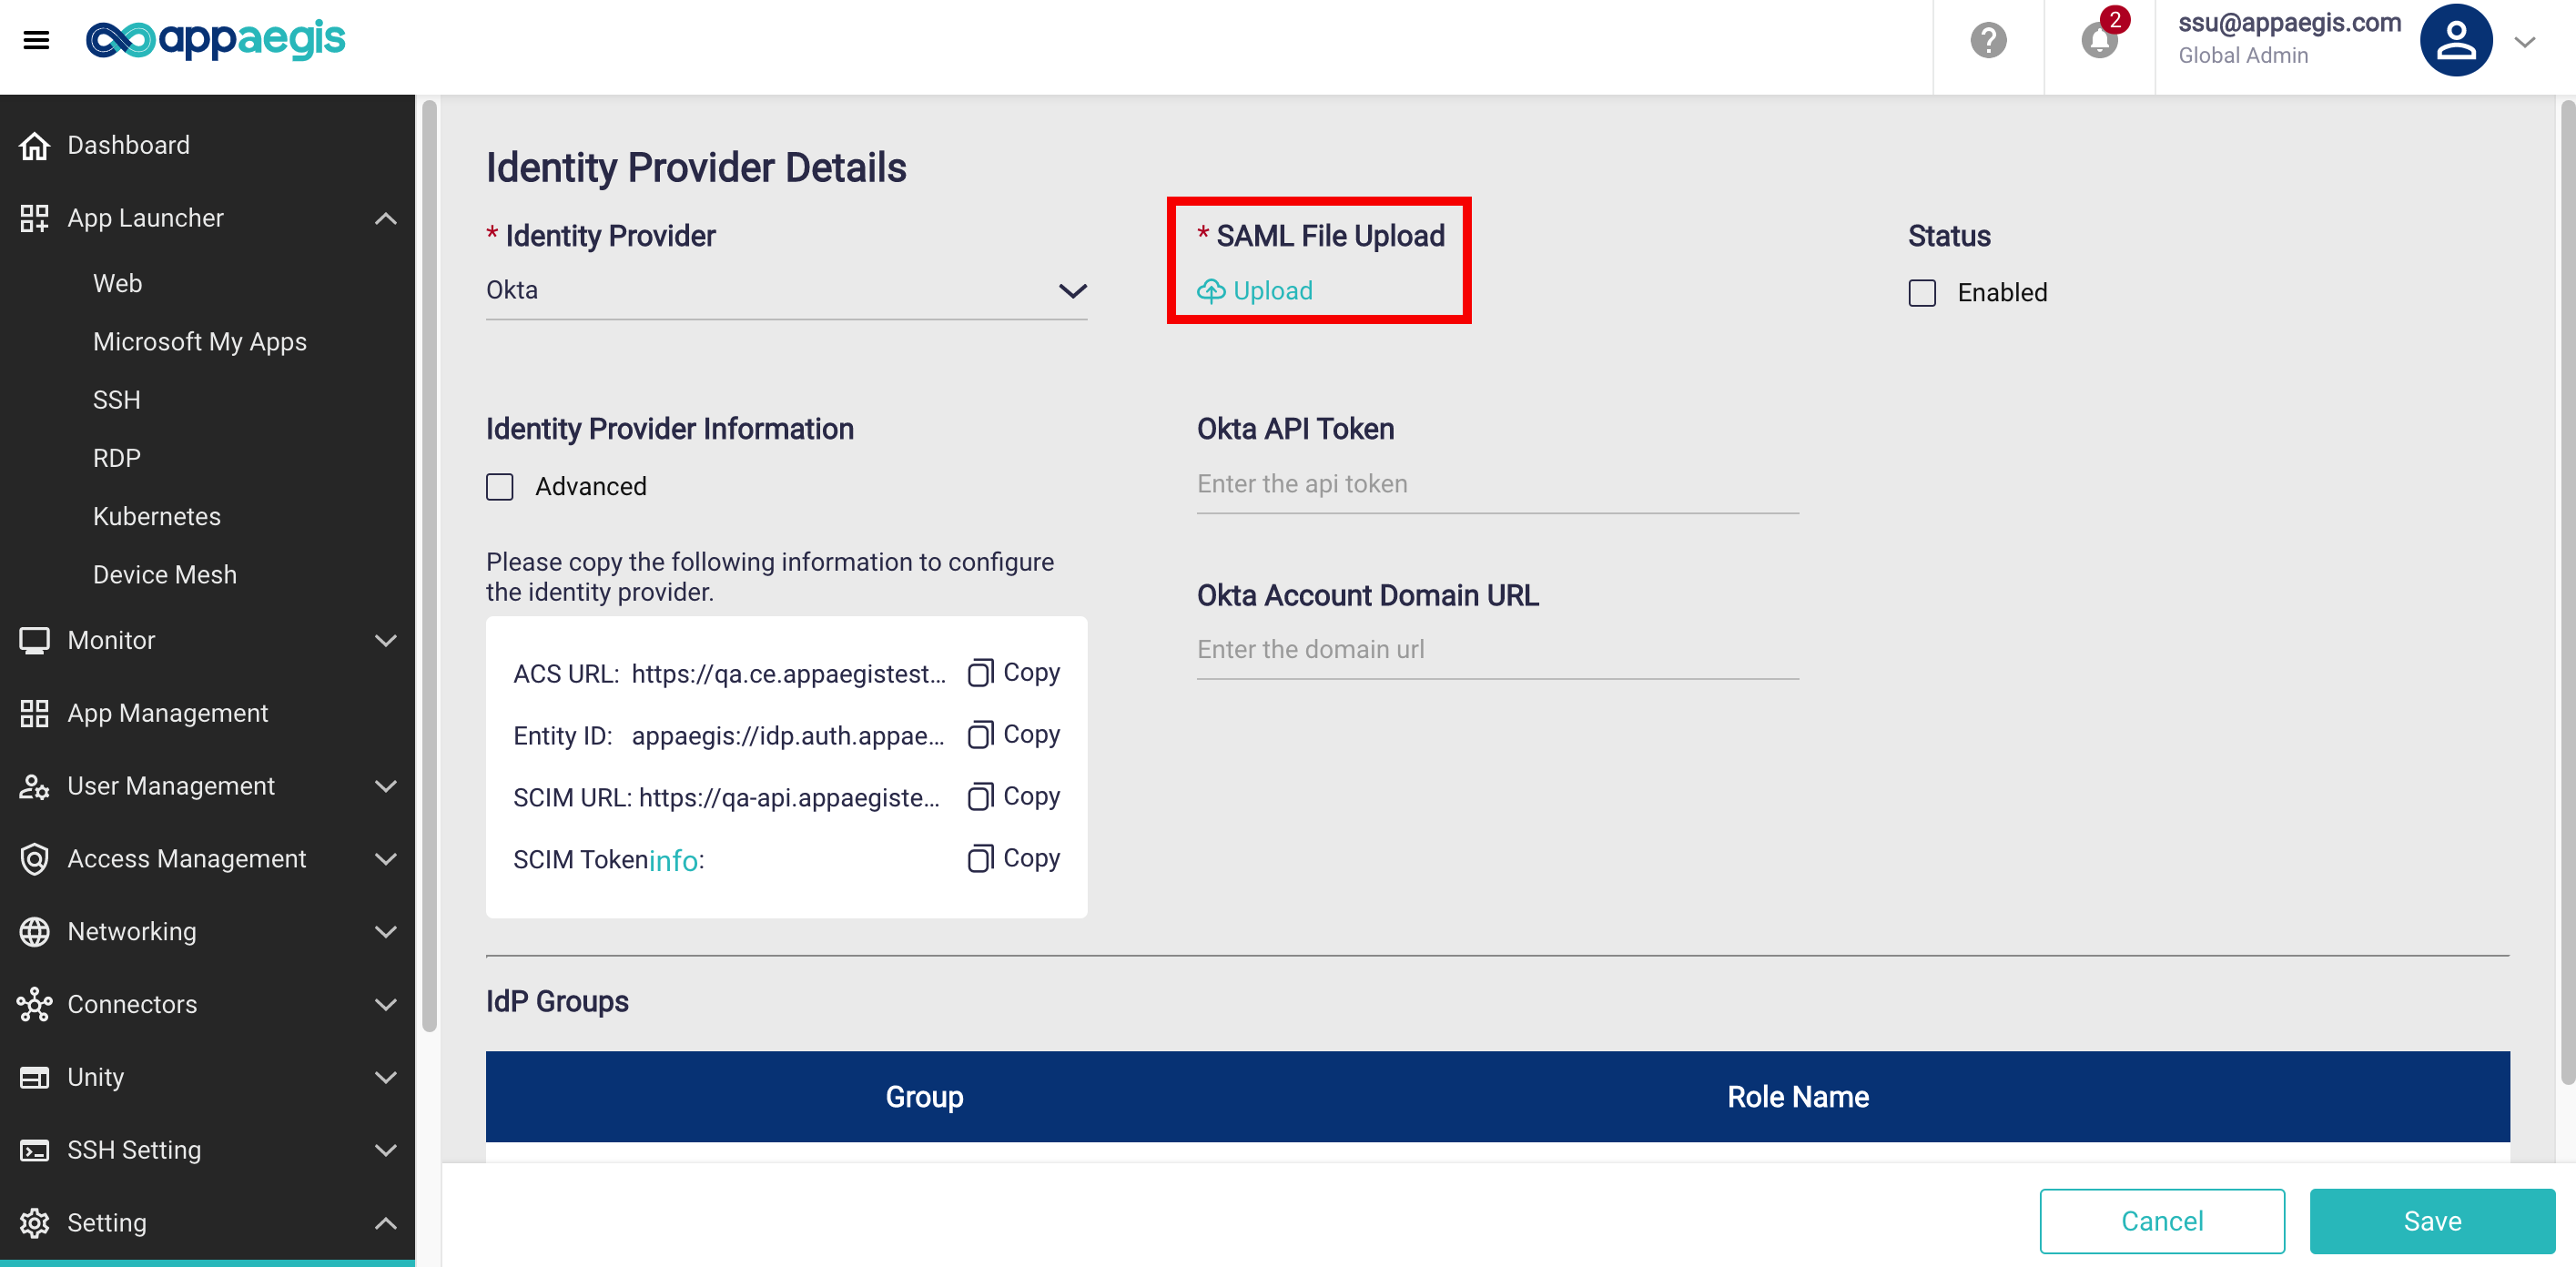 appaegis
2
ssu@appaegis.com
Global Admin
Dashboard
App Launcher
Web
Microsoft My Apps
SSH
RDP
Kubernetes
Device Mesh
Monitor
App Management
User Management
Access Management
Networking
Connectors
Unity
SSH Setting
Setting
Identity Provider Details
* Identity Provider
Okta
* SAML File Upload
Upload
Status
Enabled
Identity Provider Information
Advanced
Please copy the following information to configure
the identity provider.
ACS URL: https://qa.ce.appaegistest... Copy
Entity ID: appaegis://idp.auth.appae... Copy
SCIM URL: https://qa-api.appaegiste... Copy
SCIM Tokeninfo: Copy
Okta API Token
Enter the api token
Okta Account Domain URL
Enter the domain url
IdP Groups
Group Role Name
Cancel Save